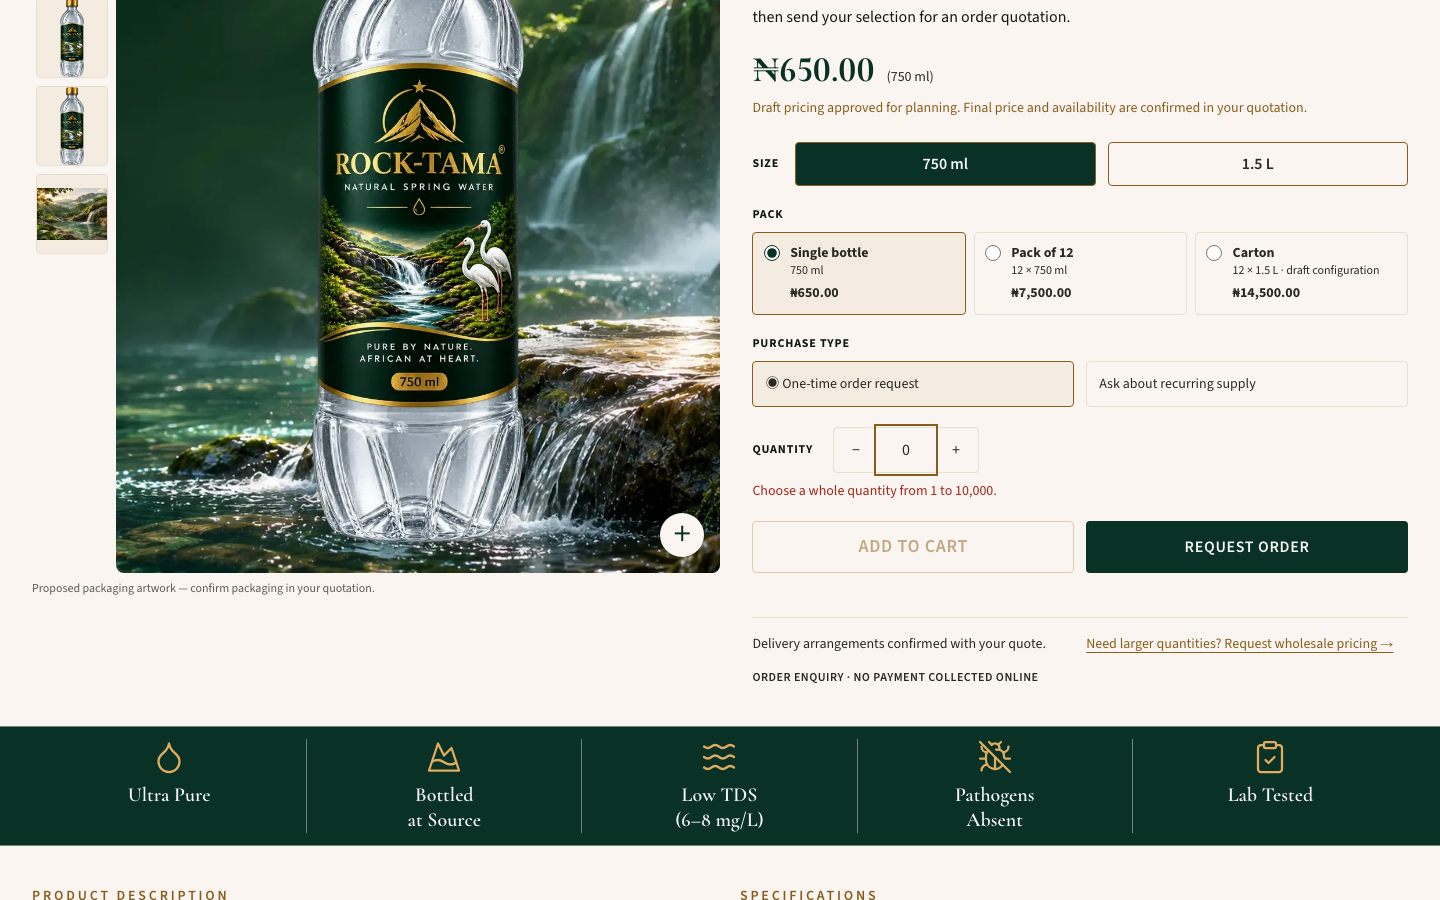 then send your selection for an order quotation.
₦650.00 (750 ml)
Draft pricing approved for planning. Final price and availability are confirmed in your quotation.
SIZE
750 ml
1.5 L
PACK
Single bottle
750 ml
₦650.00
Pack of 12
12 × 750 ml
₦7,500.00
Carton
12 × 1.5 L · draft configuration
₦14,500.00
PURCHASE TYPE
One-time order request
Ask about recurring supply
QUANTITY
− 0 +
Choose a whole quantity from 1 to 10,000.
ADD TO CART
REQUEST ORDER
Delivery arrangements confirmed with your quote.
Need larger quantities? Request wholesale pricing →
ORDER ENQUIRY · NO PAYMENT COLLECTED ONLINE
ROCK-TAMA®
NATURAL SPRING WATER
PURE BY NATURE.
AFRICAN AT HEART.
750 ml
+
Proposed packaging artwork — confirm packaging in your quotation.
Ultra Pure
Bottled
at Source
Low TDS
(6–8 mg/L)
Pathogens
Absent
Lab Tested
PRODUCT DESCRIPTION
SPECIFICATIONS